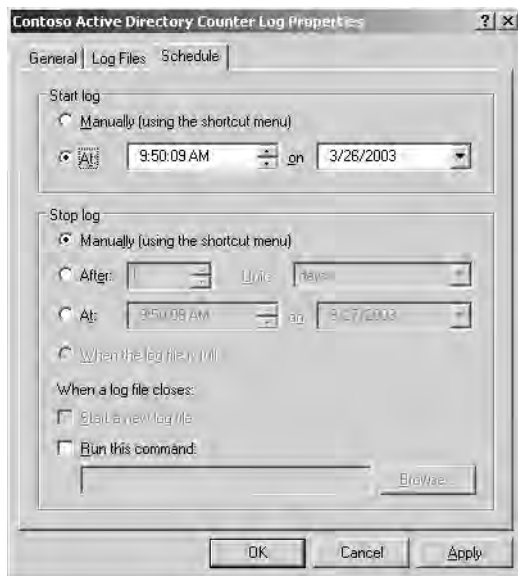 Contoso Active Directory Counter Log Properties ? X
General Log Files Schedule
Start log
Manually (using the shortcut menu)
At: 9:50:09 AM on 3/26/2003
Stop log
Manually (using the shortcut menu)
After: 1 Units: days
At: 9:50:09 AM on 3/27/2003
When the log file is full
When a log file closes:
Start a new log file
Run this command:
Browse...
OK Cancel Apply